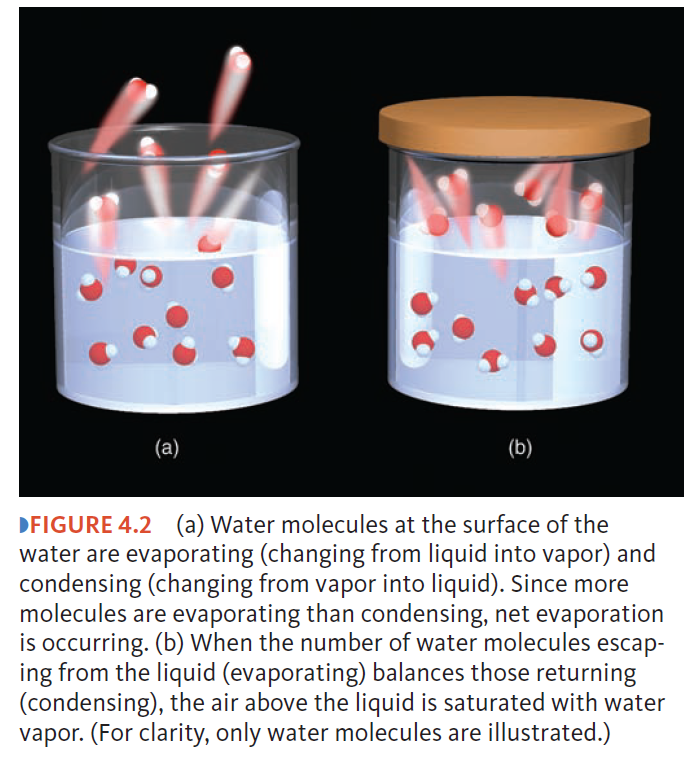 (a)
(b)
◗FIGURE 4.2 (a) Water molecules at the surface of the
water are evaporating (changing from liquid into vapor) and
condensing (changing from vapor into liquid). Since more
molecules are evaporating than condensing, net evaporation
is occurring. (b) When the number of water molecules escap-
ing from the liquid (evaporating) balances those returning
(condensing), the air above the liquid is saturated with water
vapor. (For clarity, only water molecules are illustrated.)